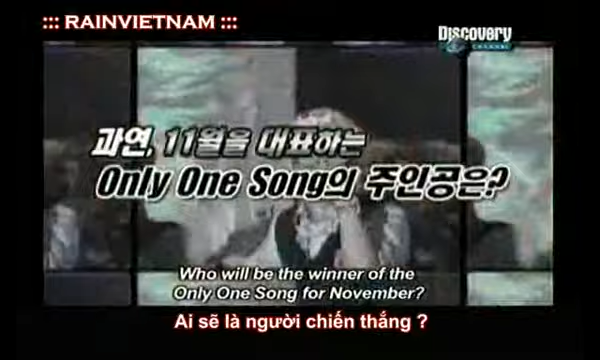 ::: RAINVIETNAM :::
Discovery
CHANNEL
과연, 11월을 대표하는
Only One Song의 주인공은?
Who will be the winner of the
Only One Song for November?
Ai sẽ là người chiến thắng ?